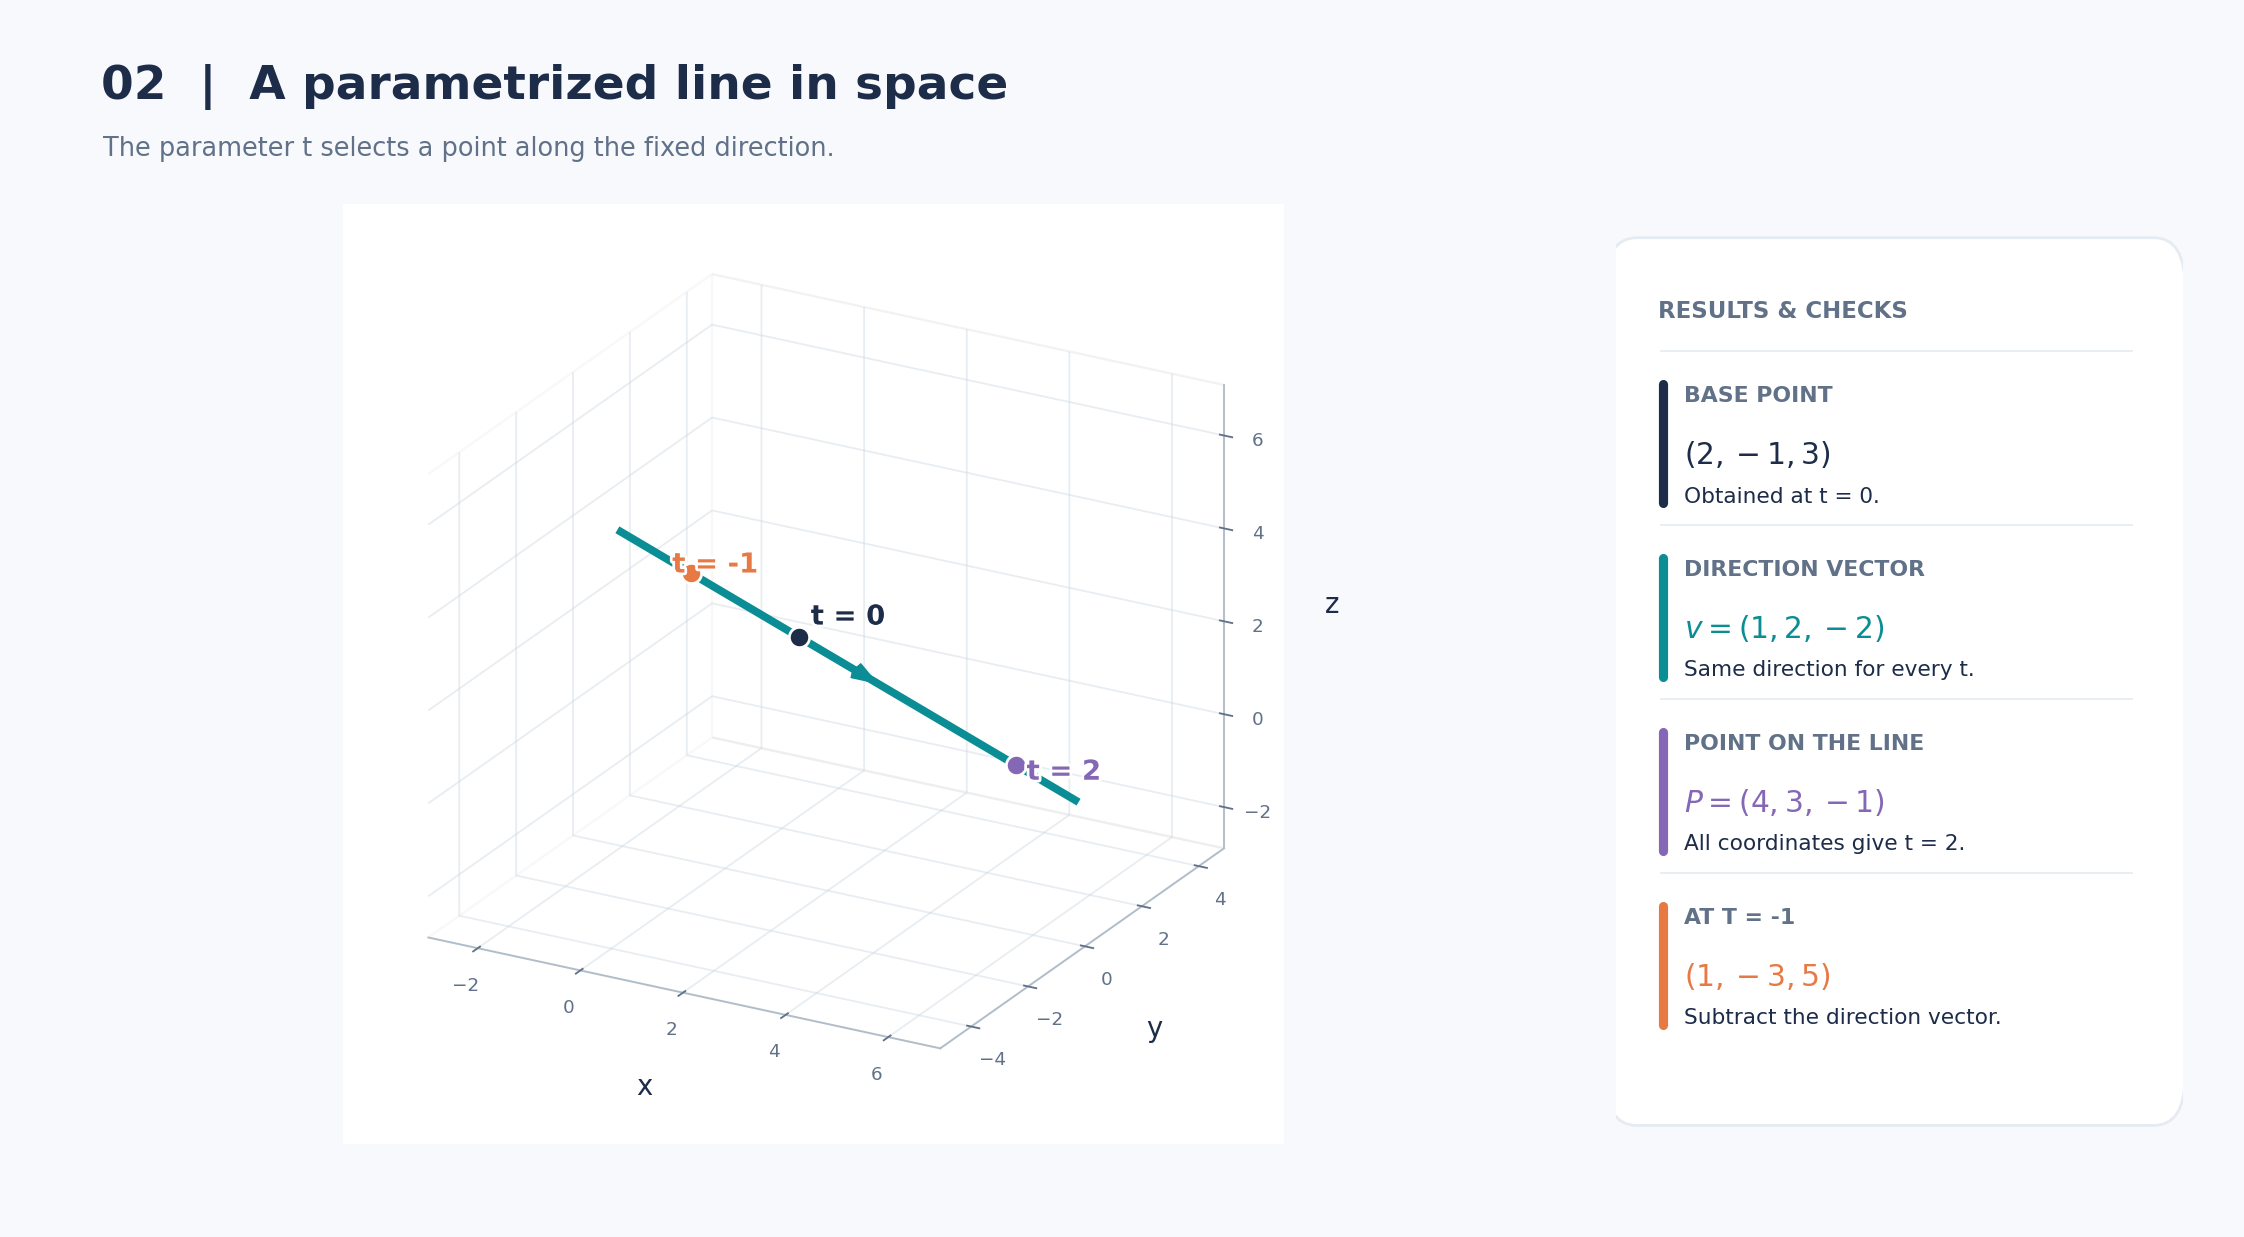 02 | A parametrized line in space
The parameter t selects a point along the fixed direction.
t = -1
t = 0
t = 2
6
4
2
0
−2
z
4
2
0
−2
−4
y
−2
0
2
4
6
x
RESULTS & CHECKS
BASE POINT
(2, −1, 3)
Obtained at t = 0.
DIRECTION VECTOR
v = (1, 2, −2)
Same direction for every t.
POINT ON THE LINE
P = (4, 3, −1)
All coordinates give t = 2.
AT T = -1
(1, −3, 5)
Subtract the direction vector.